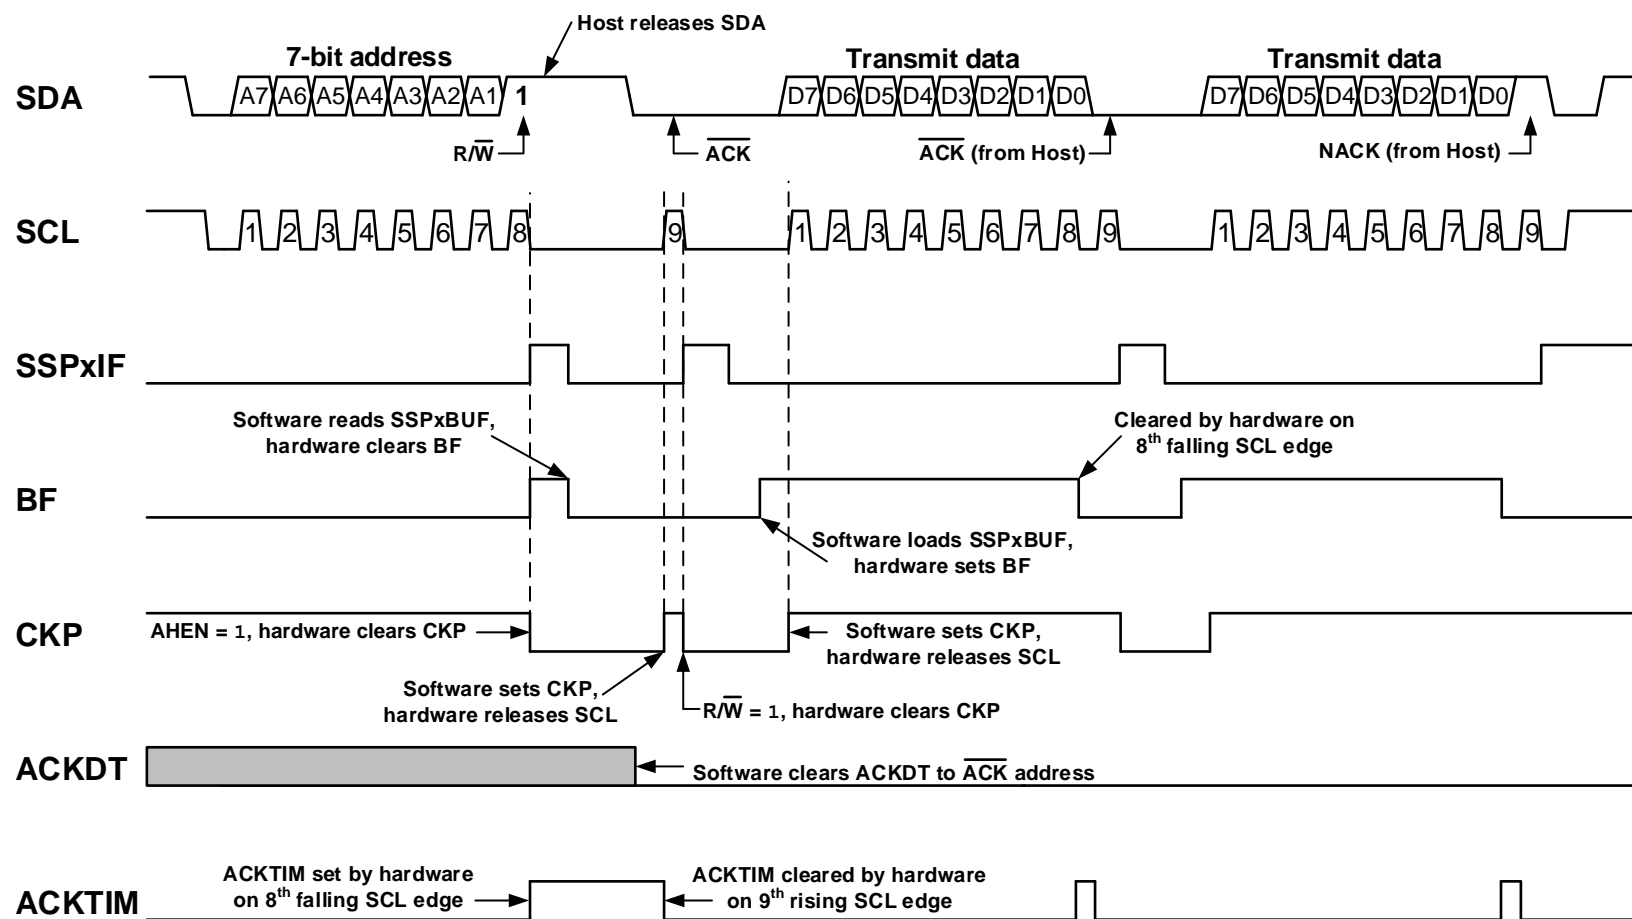 Host releases SDA
7-bit address
Transmit data
Transmit data
SDA
A7 A6 A5 A4 A3 A2 A1 1
D7 D6 D5 D4 D3 D2 D1 D0
D7 D6 D5 D4 D3 D2 D1 D0
R/W
ACK
ACK (from Host)
NACK (from Host)
SCL
1 2 3 4 5 6 7 8 9
1 2 3 4 5 6 7 8 9
1 2 3 4 5 6 7 8 9
SSPxIF
Software reads SSPxBUF,
hardware clears BF
Cleared by hardware on
8th falling SCL edge
BF
Software loads SSPxBUF,
hardware sets BF
CKP
AHEN = 1, hardware clears CKP
Software sets CKP,
hardware releases SCL
Software sets CKP,
hardware releases SCL
R/W = 1, hardware clears CKP
ACKDT
Software clears ACKDT to ACK address
ACKTIM
ACKTIM set by hardware
on 8th falling SCL edge
ACKTIM cleared by hardware
on 9th rising SCL edge